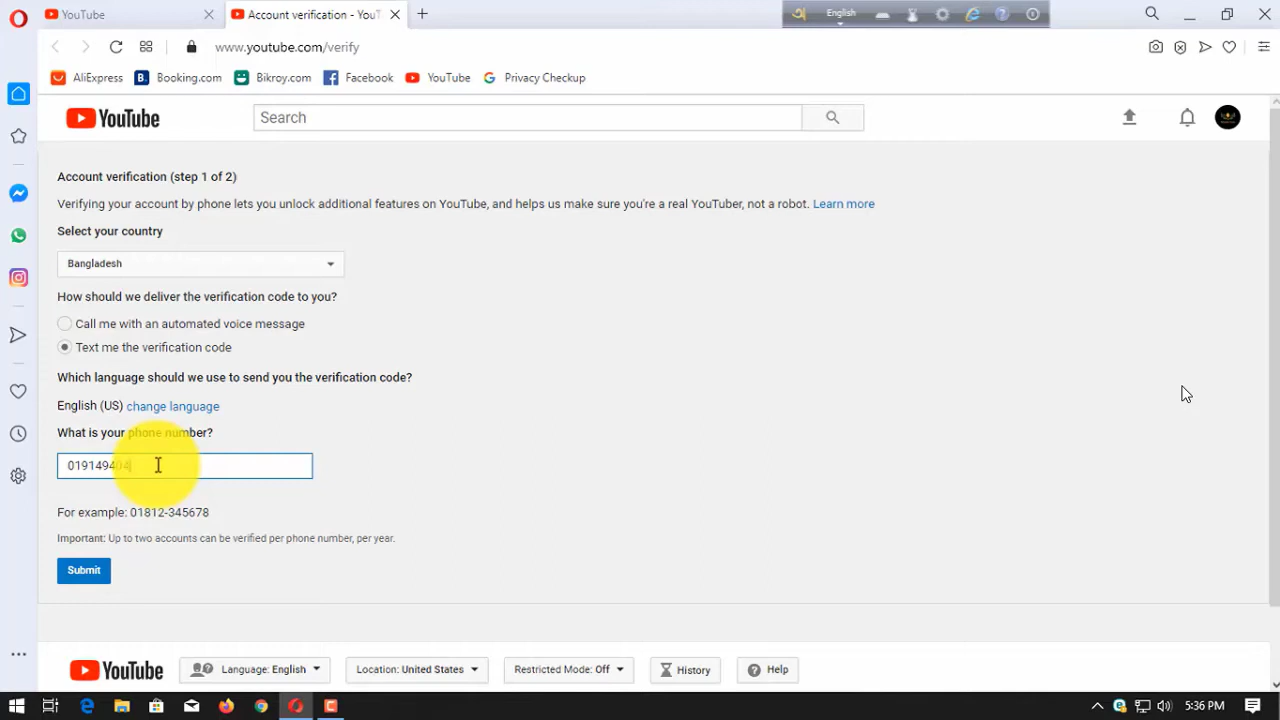 YouTube
Account verification - YouT
English
www.youtube.com/verify
AliExpress
Booking.com
Bikroy.com
Facebook
YouTube
Privacy Checkup
YouTube
Search
Account verification (step 1 of 2)
Verifying your account by phone lets you unlock additional features on YouTube, and helps us make sure you're a real YouTuber, not a robot. Learn more
Select your country
Bangladesh
How should we deliver the verification code to you?
Call me with an automated voice message
Text me the verification code
Which language should we use to send you the verification code?
English (US) change language
What is your phone number?
019149404
For example: 01812-345678
Important: Up to two accounts can be verified per phone number, per year.
Submit
YouTube
Language: English
Location: United States
Restricted Mode: Off
History
Help
5:36 PM